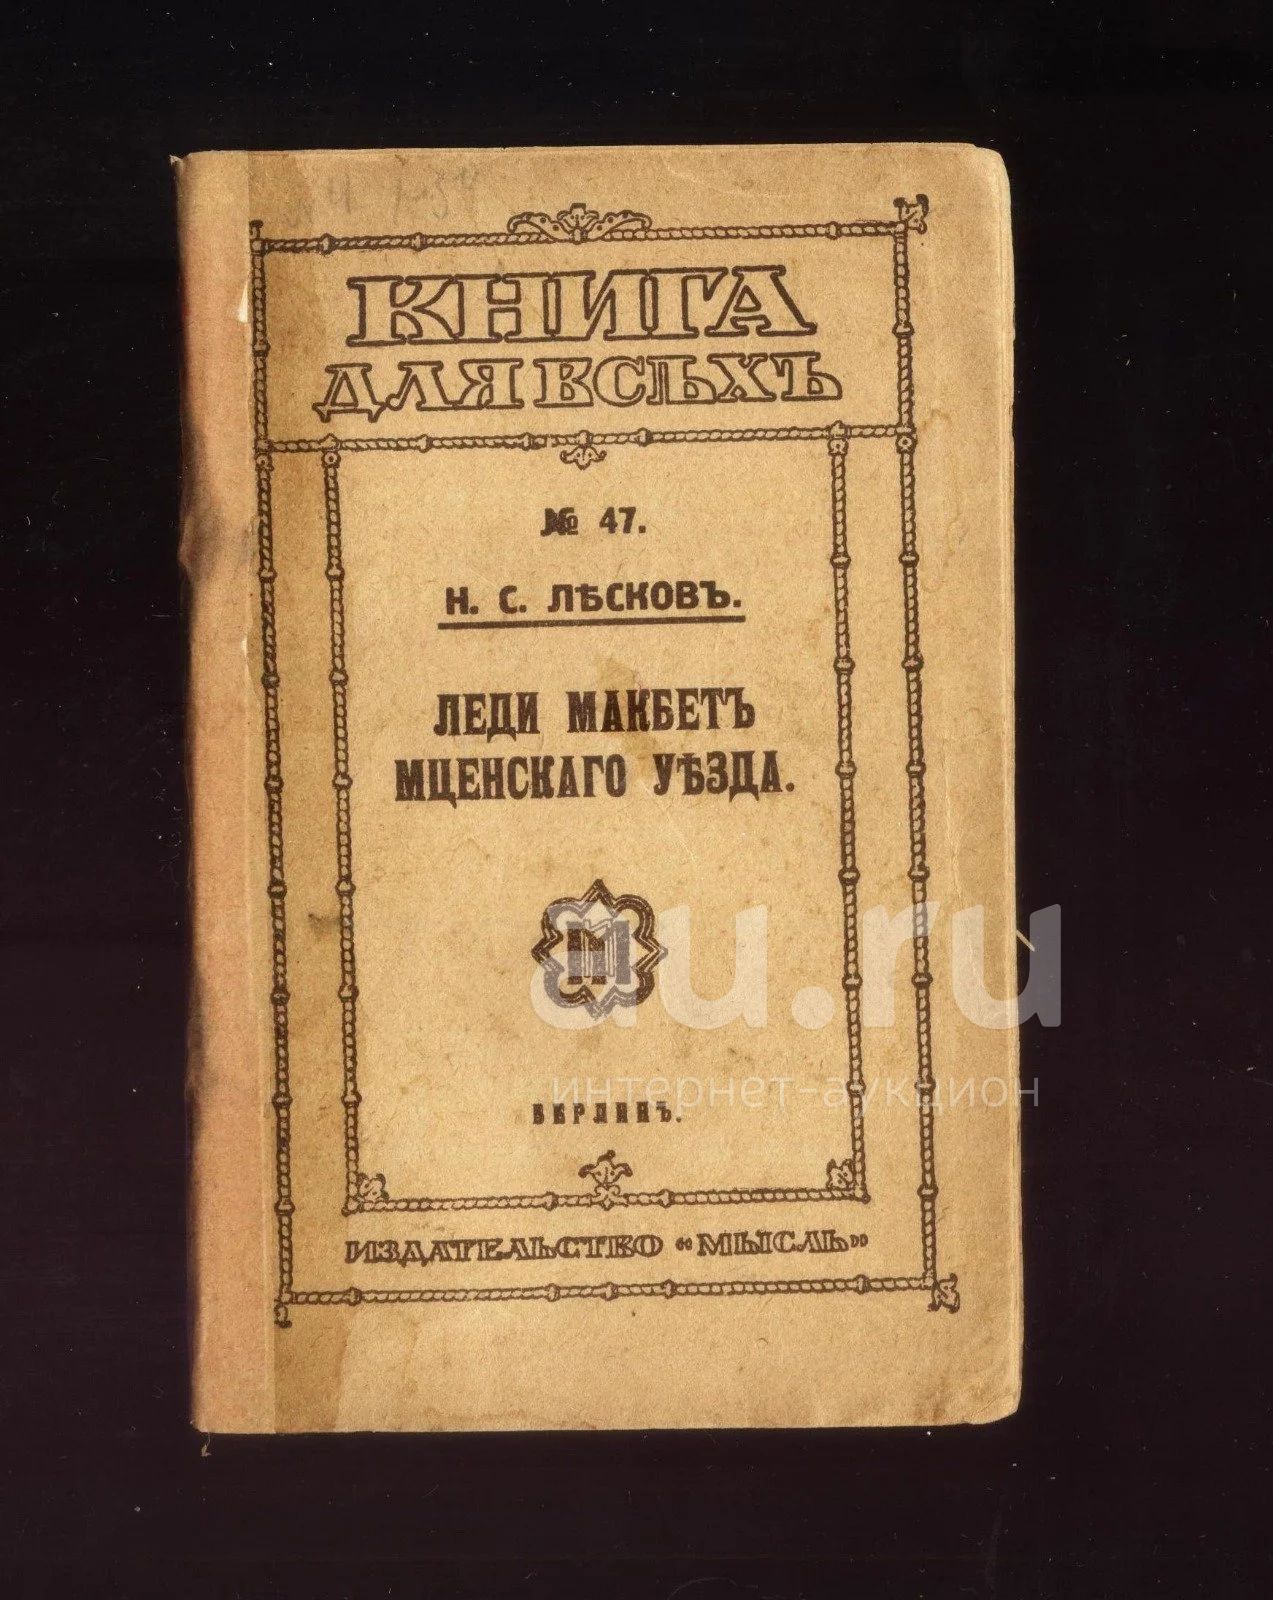 КНИГА
ДЛЯ ВСѢХЪ
№ 47.
Н. С. ЛѢСКОВЪ.
ЛЕДИ МАКБЕТЪ
МЦЕНСКАГО УѢЗДА.
М
au.ru
интернет-аукцион
БЕРЛИНЪ.
ИЗДАТЕЛЬСТВО “МЫСЛЬ”